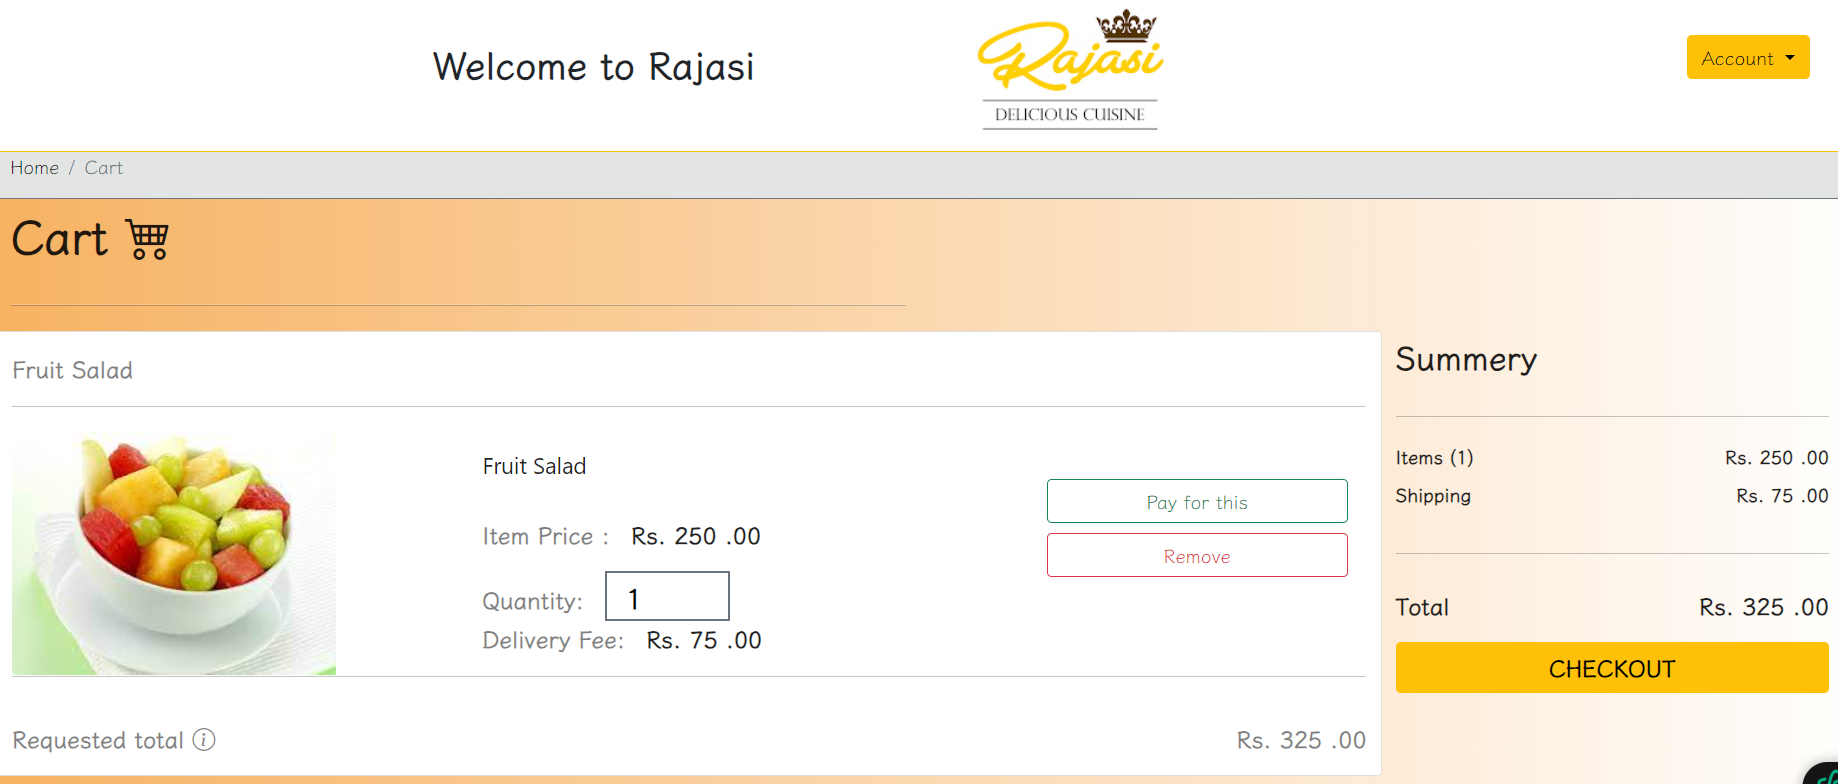 Welcome to Rajasi
Rajasi
DELICIOUS CUISINE
Account
Home / Cart
Cart
Fruit Salad
Fruit Salad
Item Price : Rs. 250 .00
Quantity: 1
Delivery Fee: Rs. 75 .00
Pay for this
Remove
Requested total Rs. 325 .00
Summery
Items (1) Rs. 250 .00
Shipping Rs. 75 .00
Total Rs. 325 .00
CHECKOUT